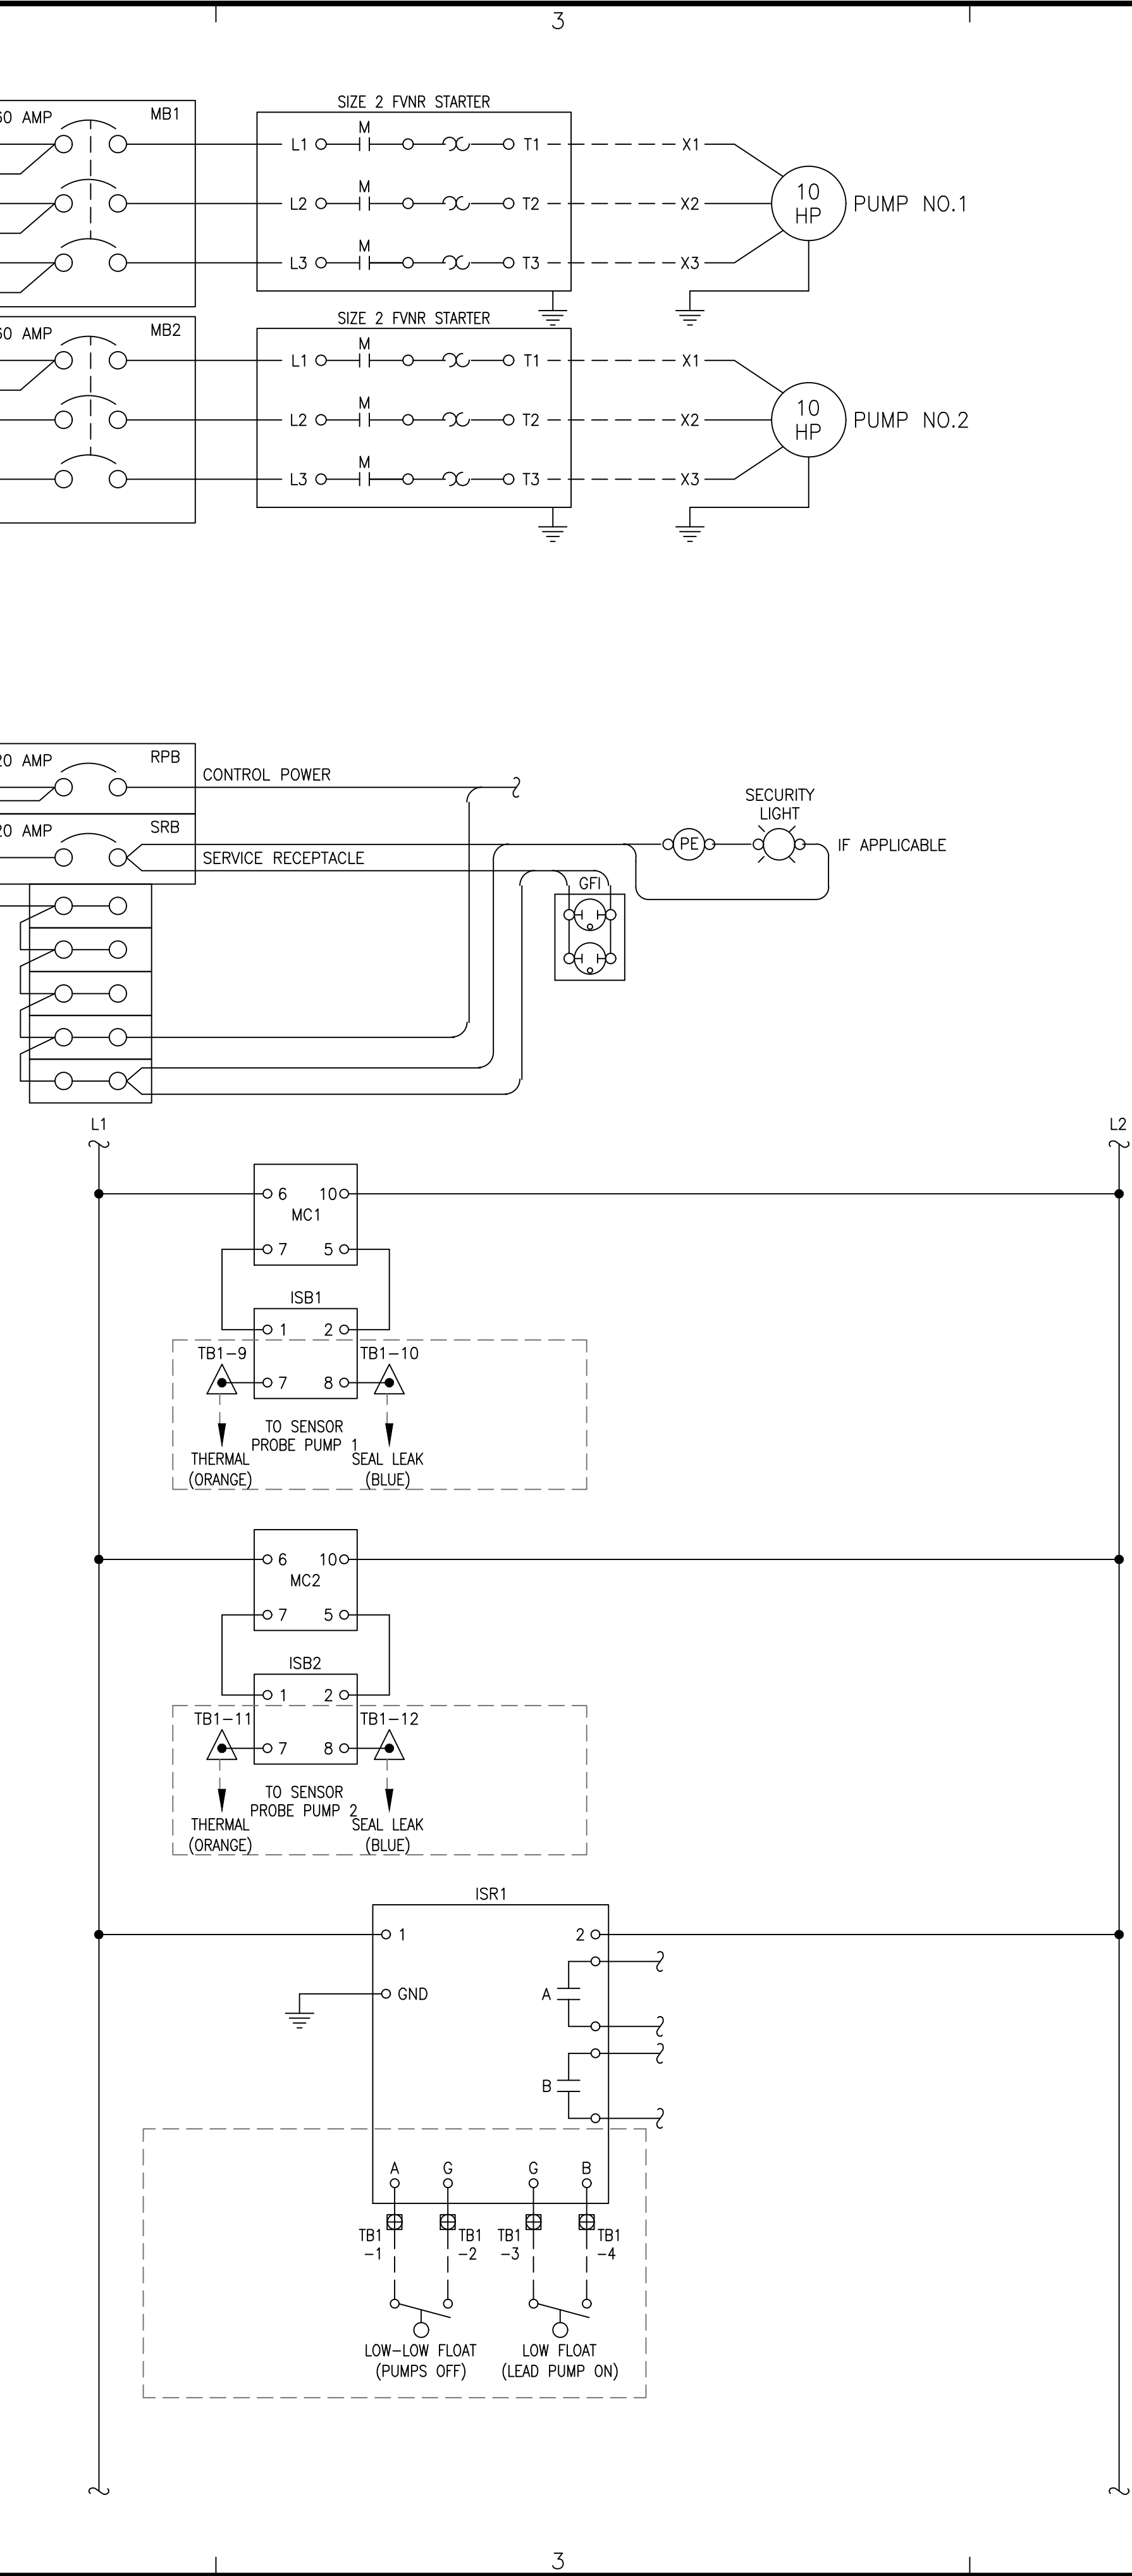 3
SIZE 2 FVNR STARTER
60 AMP MB1
L1 M T1 X1
L2 M T2 X2
10 HP PUMP NO.1
L3 M T3 X3
SIZE 2 FVNR STARTER
60 AMP MB2
L1 M T1 X1
L2 M T2 X2
10 HP PUMP NO.2
L3 M T3 X3
20 AMP RPB
CONTROL POWER
SECURITY
LIGHT
20 AMP SRB
PE IF APPLICABLE
SERVICE RECEPTACLE
GFI
L1 L2
6 10
MC1
7 5
ISB1
1 2
TB1-9 TB1-10
7 8
TO SENSOR
PROBE PUMP 1
THERMAL SEAL LEAK
(ORANGE) (BLUE)
6 10
MC2
7 5
ISB2
1 2
TB1-11 TB1-12
7 8
TO SENSOR
PROBE PUMP 2
THERMAL SEAL LEAK
(ORANGE) (BLUE)
ISR1
1 2
GND A
B
A G G B
TB1 TB1 TB1 TB1
-1 -2 -3 -4
LOW-LOW FLOAT LOW FLOAT
(PUMPS OFF) (LEAD PUMP ON)
3